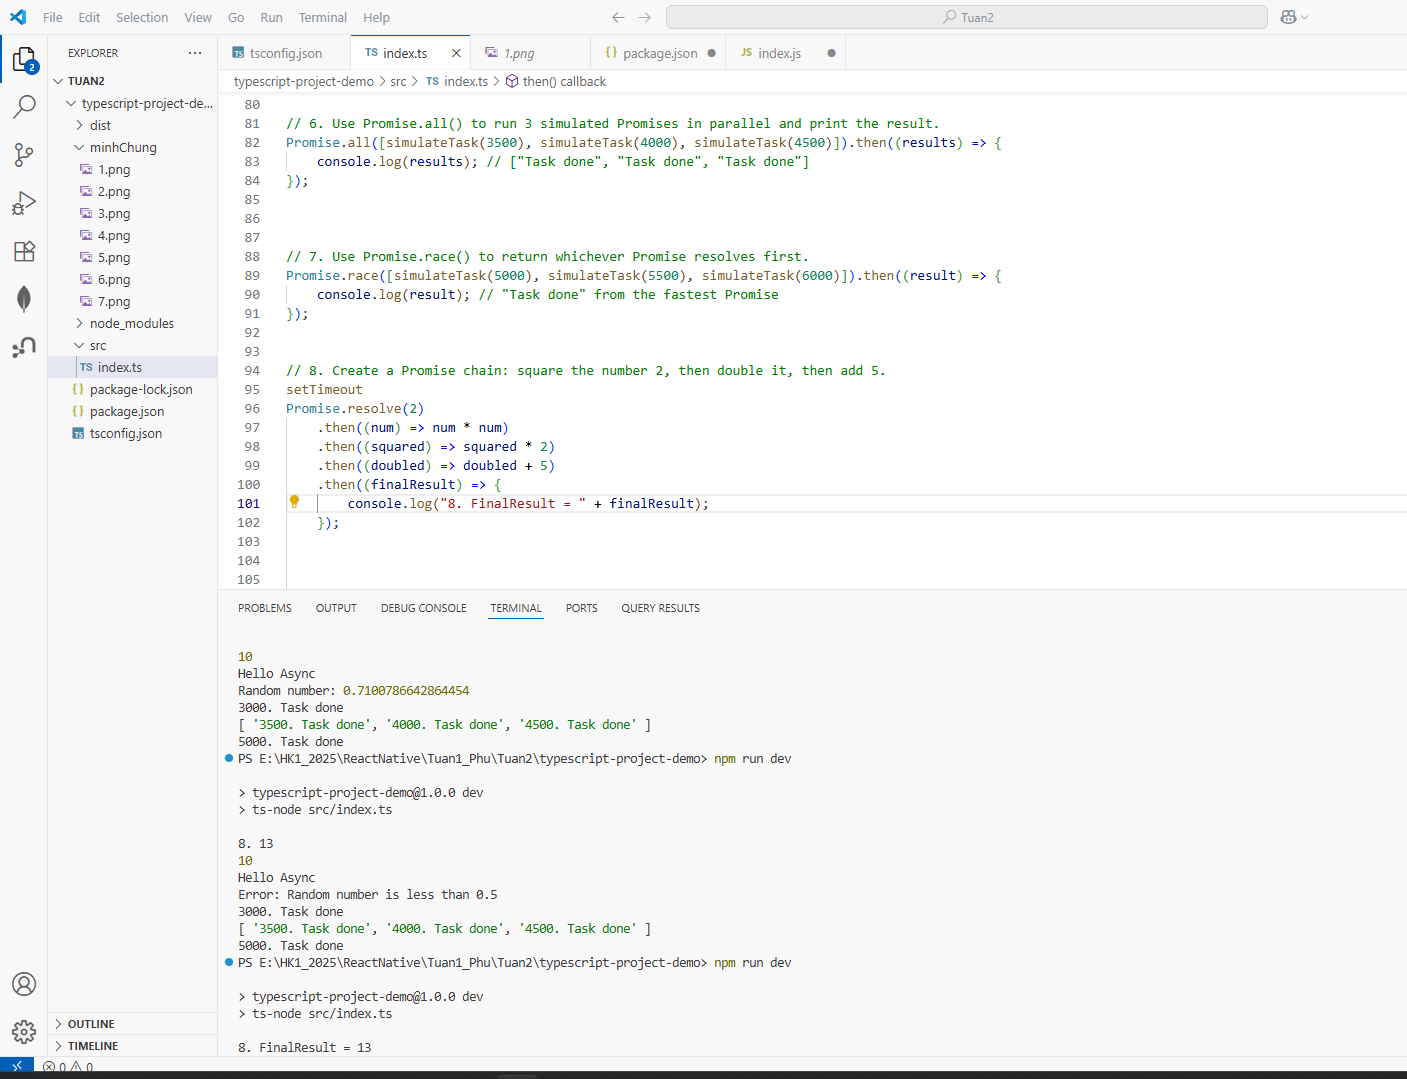 File Edit Selection View Go Run Terminal Help
Tuan2
EXPLORER
2
TUAN2
typescript-project-de...
dist
minhChung
1.png
2.png
3.png
4.png
5.png
6.png
7.png
node_modules
src
TS index.ts
{} package-lock.json
{} package.json
TS tsconfig.json
OUTLINE
TIMELINE
TS tsconfig.json
TS index.ts
1.png
{} package.json
JS index.js
typescript-project-demo > src > TS index.ts > then() callback
80
81 // 6. Use Promise.all() to run 3 simulated Promises in parallel and print the result.
82 Promise.all([simulateTask(3500), simulateTask(4000), simulateTask(4500)]).then((results) => {
83 console.log(results); // ["Task done", "Task done", "Task done"]
84 });
85
86
87
88 // 7. Use Promise.race() to return whichever Promise resolves first.
89 Promise.race([simulateTask(5000), simulateTask(5500), simulateTask(6000)]).then((result) => {
90 console.log(result); // "Task done" from the fastest Promise
91 });
92
93
94 // 8. Create a Promise chain: square the number 2, then double it, then add 5.
95 setTimeout
96 Promise.resolve(2)
97 .then((num) => num * num)
98 .then((squared) => squared * 2)
99 .then((doubled) => doubled + 5)
100 .then((finalResult) => {
101 console.log("8. FinalResult = " + finalResult);
102 });
103
104
105
PROBLEMS OUTPUT DEBUG CONSOLE TERMINAL PORTS QUERY RESULTS
10
Hello Async
Random number: 0.7100786642864454
3000. Task done
[ '3500. Task done', '4000. Task done', '4500. Task done' ]
5000. Task done
PS E:\HK1_2025\ReactNative\Tuan1_Phu\Tuan2\typescript-project-demo> npm run dev
> typescript-project-demo@1.0.0 dev
> ts-node src/index.ts
8. 13
10
Hello Async
Error: Random number is less than 0.5
3000. Task done
[ '3500. Task done', '4000. Task done', '4500. Task done' ]
5000. Task done
PS E:\HK1_2025\ReactNative\Tuan1_Phu\Tuan2\typescript-project-demo> npm run dev
> typescript-project-demo@1.0.0 dev
> ts-node src/index.ts
8. FinalResult = 13
0 0